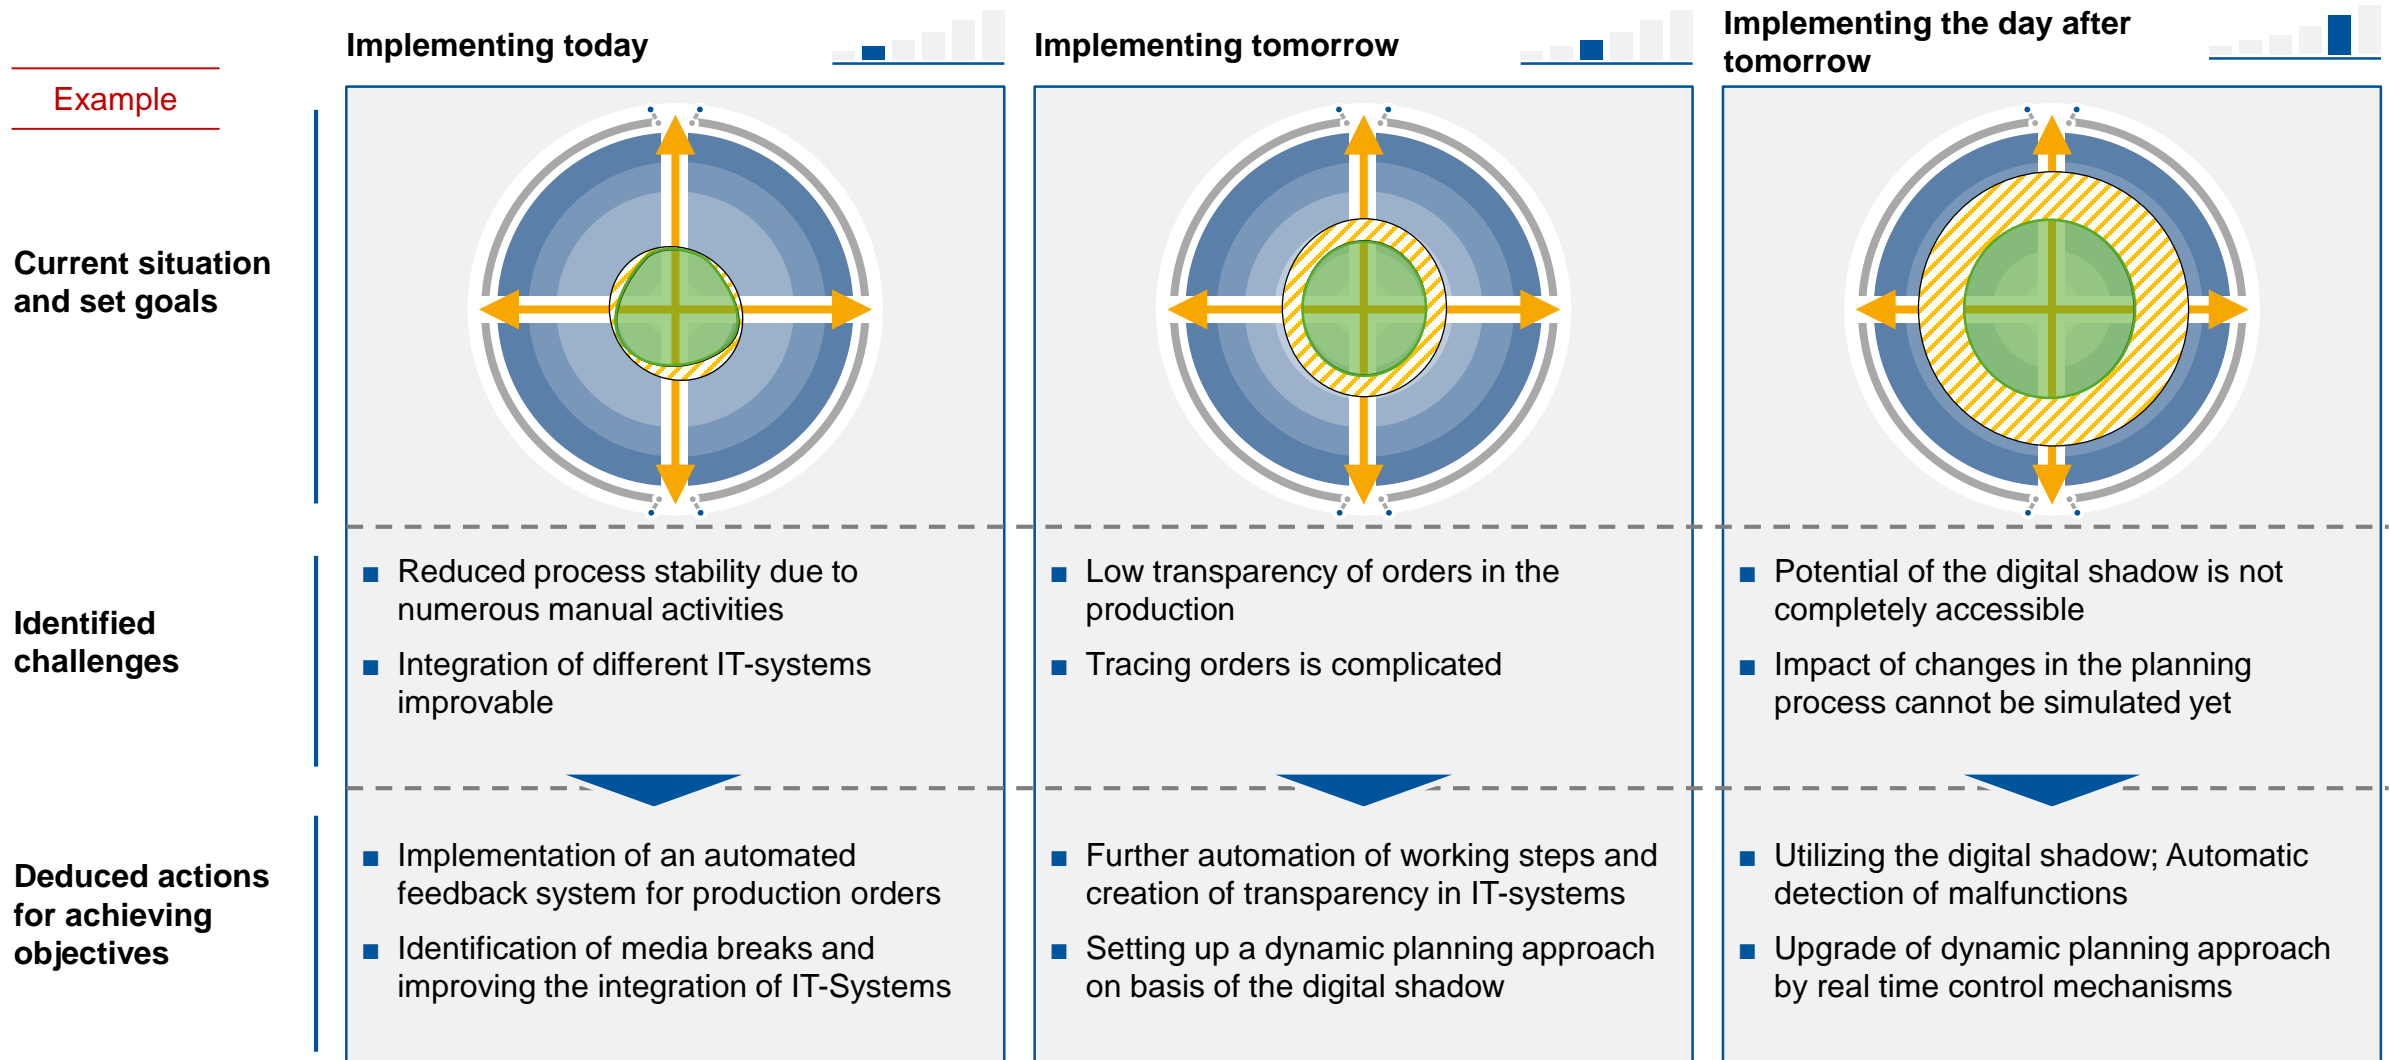 Example
Implementing today
Implementing tomorrow
Implementing the day after
tomorrow
Current situation
and set goals
Identified
challenges
■ Reduced process stability due to
numerous manual activities
■ Integration of different IT-systems
improvable
■ Low transparency of orders in the
production
■ Tracing orders is complicated
■ Potential of the digital shadow is not
completely accessible
■ Impact of changes in the planning
process cannot be simulated yet
Deduced actions
for achieving
objectives
■ Implementation of an automated
feedback system for production orders
■ Identification of media breaks and
improving the integration of IT-Systems
■ Further automation of working steps and
creation of transparency in IT-systems
■ Setting up a dynamic planning approach
on basis of the digital shadow
■ Utilizing the digital shadow; Automatic
detection of malfunctions
■ Upgrade of dynamic planning approach
by real time control mechanisms